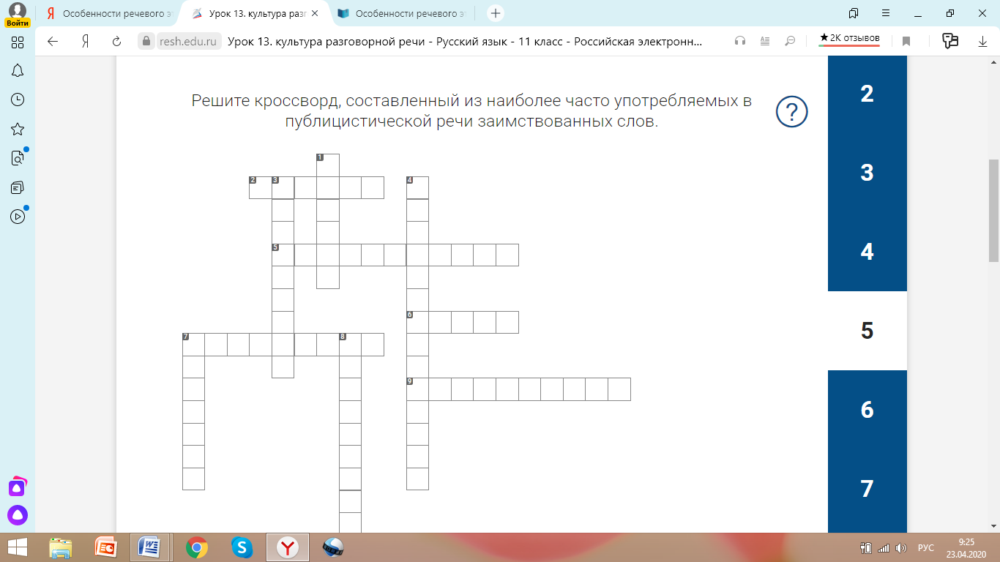 Особенности речевого э
Урок 13. культура раз
Особенности речевого э
Войти
resh.edu.ru
Урок 13. культура разговорной речи - Русский язык - 11 класс - Российская электронн...
★2К отзывов
Решите кроссворд, составленный из наиболее часто употребляемых в
публицистической речи заимствованных слов.
?
1
2
3
4
5
6
7
8
9
2
3
4
5
6
7
РУС
9:25
23.04.2020